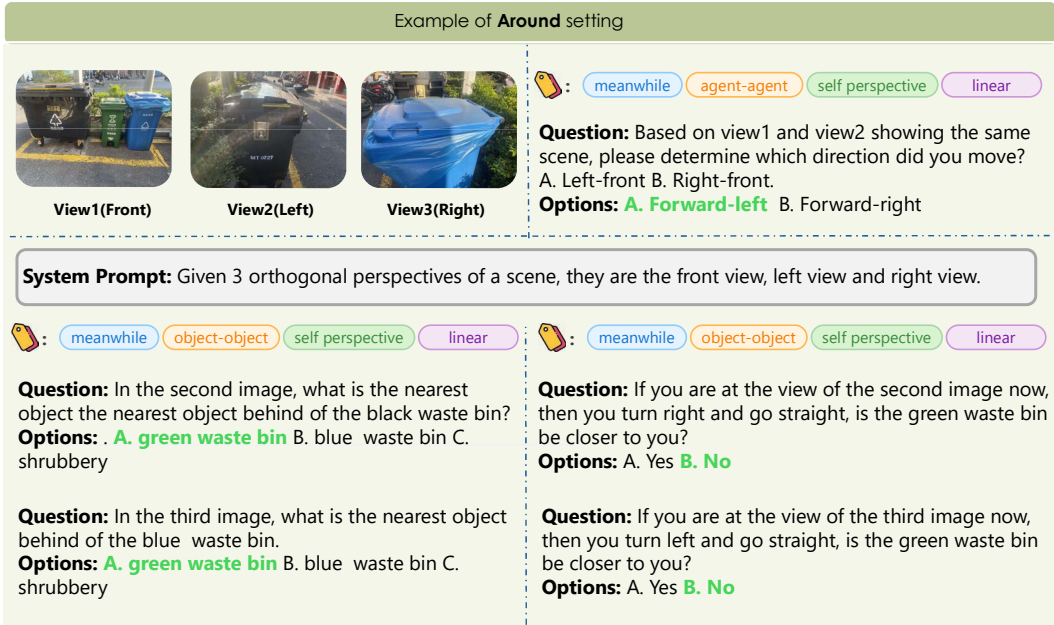 Example of Around setting
View1(Front)
View2(Left)
View3(Right)
: meanwhile agent-agent self perspective linear
Question: Based on view1 and view2 showing the same
scene, please determine which direction did you move?
A. Left-front B. Right-front.
Options: A. Forward-left B. Forward-right
System Prompt: Given 3 orthogonal perspectives of a scene, they are the front view, left view and right view.
: meanwhile object-object self perspective linear
Question: In the second image, what is the nearest
object the nearest object behind of the black waste bin?
Options: . A. green waste bin B. blue waste bin C.
shrubbery
Question: In the third image, what is the nearest object
behind of the blue waste bin.
Options: A. green waste bin B. blue waste bin C.
shrubbery
: meanwhile object-object self perspective linear
Question: If you are at the view of the second image now,
then you turn right and go straight, is the green waste bin
be closer to you?
Options: A. Yes B. No
Question: If you are at the view of the third image now,
then you turn left and go straight, is the green waste bin
be closer to you?
Options: A. Yes B. No